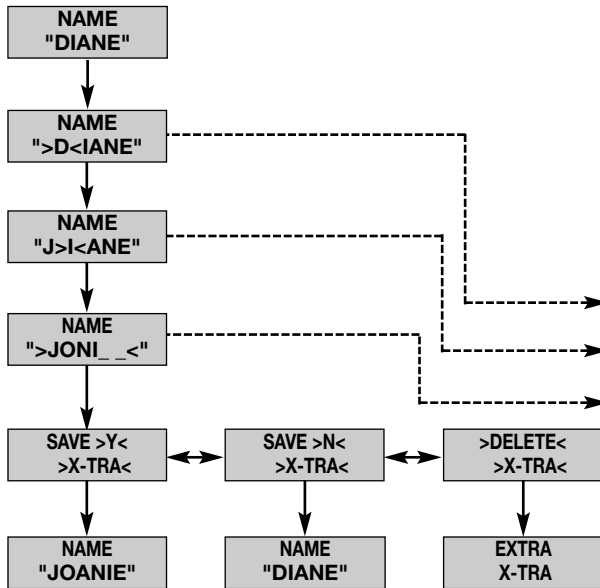 NAME
"DIANE"
NAME
">D<IANE"
NAME
"J>I<ANE"
NAME
">JONI_ _<"
SAVE >Y<
>X-TRA<
SAVE >N<
>X-TRA<
>DELETE<
>X-TRA<
NAME
"JOANIE"
NAME
"DIANE"
EXTRA
X-TRA